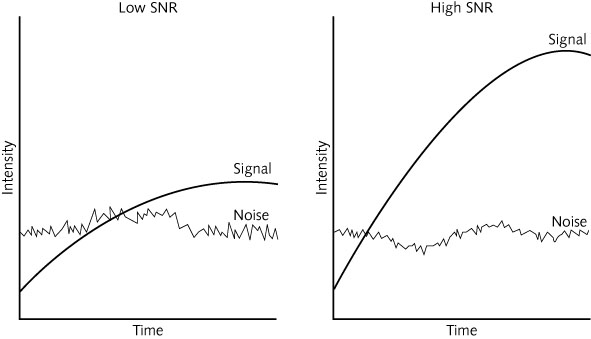 Low SNR
Intensity
Signal
Noise
Time
High SNR
Intensity
Signal
Noise
Time